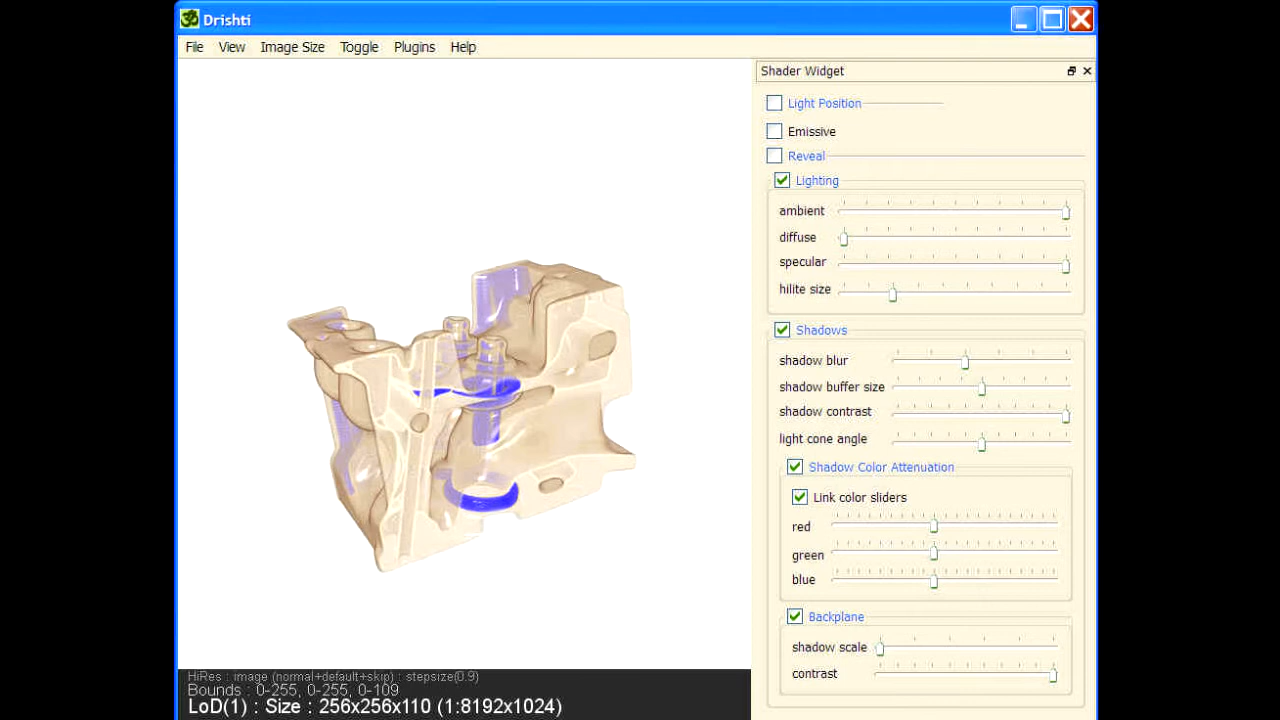 Drishti
File View Image Size Toggle Plugins Help
Shader Widget
Light Position
Emissive
Reveal
Lighting
ambient
diffuse
specular
hilite size
Shadows
shadow blur
shadow buffer size
shadow contrast
light cone angle
Shadow Color Attenuation
Link color sliders
red
green
blue
Backplane
shadow scale
contrast
HiRes : image (normal+default+skip) : stepsize(0.9)
Bounds : 0-255, 0-255, 0-109
LoD(1) : Size : 256x256x110 (1:8192x1024)